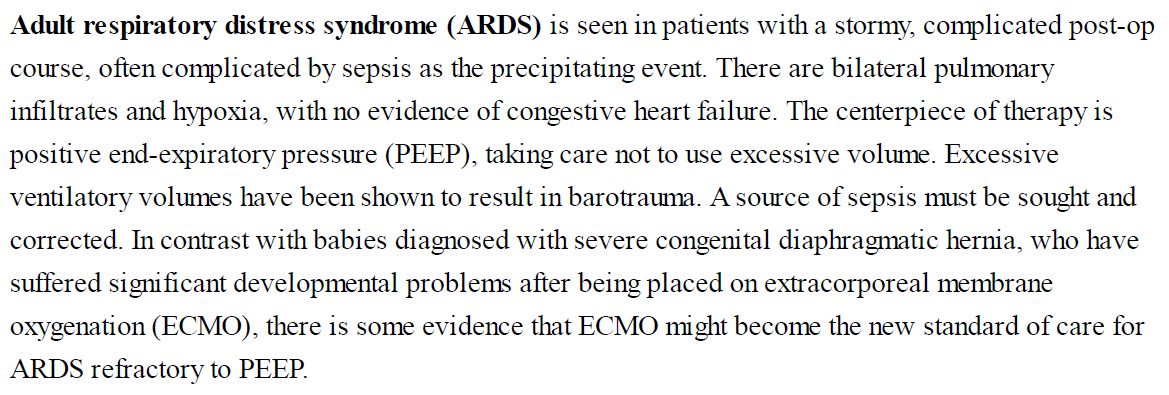 Adult respiratory distress syndrome (ARDS) is seen in patients with a stormy, complicated post-op
course, often complicated by sepsis as the precipitating event. There are bilateral pulmonary
infiltrates and hypoxia, with no evidence of congestive heart failure. The centerpiece of therapy is
positive end-expiratory pressure (PEEP), taking care not to use excessive volume. Excessive
ventilatory volumes have been shown to result in barotrauma. A source of sepsis must be sought and
corrected. In contrast with babies diagnosed with severe congenital diaphragmatic hernia, who have
suffered significant developmental problems after being placed on extracorporeal membrane
oxygenation (ECMO), there is some evidence that ECMO might become the new standard of care for
ARDS refractory to PEEP.